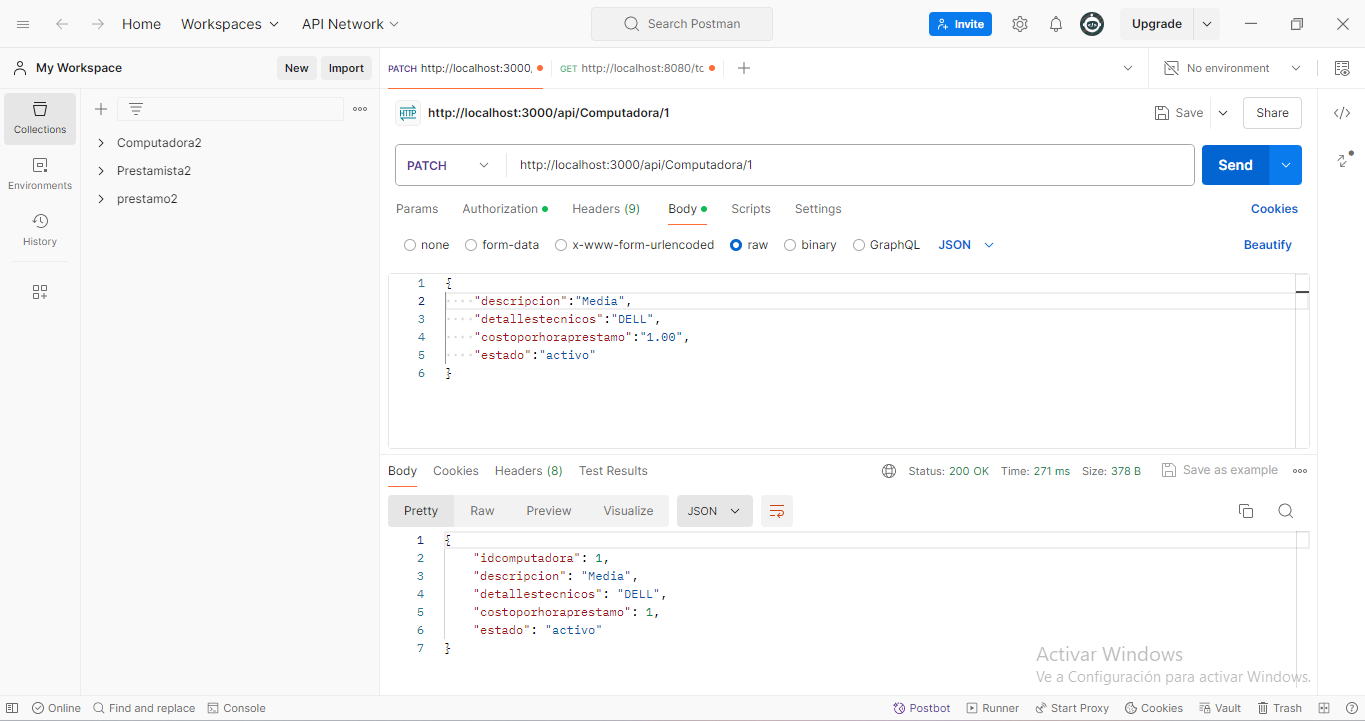 Home Workspaces API Network Search Postman Invite Upgrade
My Workspace New Import PATCH http://localhost:3000, GET http://localhost:8080/tc No environment
Collections
Environments
History
Computadora2
Prestamista2
prestamo2
HTTP http://localhost:3000/api/Computadora/1 Save Share
PATCH http://localhost:3000/api/Computadora/1 Send
Params Authorization Headers (9) Body Scripts Settings Cookies
none form-data x-www-form-urlencoded raw binary GraphQL JSON Beautify
1 {
2 "descripcion":"Media",
3 "detallestecnicos":"DELL",
4 "costoporhoraprestamo":"1.00",
5 "estado":"activo"
6 }
Body Cookies Headers (8) Test Results Status: 200 OK Time: 271 ms Size: 378 B Save as example
Pretty Raw Preview Visualize JSON
1 {
2 "idcomputadora": 1,
3 "descripcion": "Media",
4 "detallestecnicos": "DELL",
5 "costoporhoraprestamo": 1,
6 "estado": "activo"
7 }
Activar Windows
Ve a Configuración para activar Windows.
Online Find and replace Console Postbot Runner Start Proxy Cookies Vault Trash